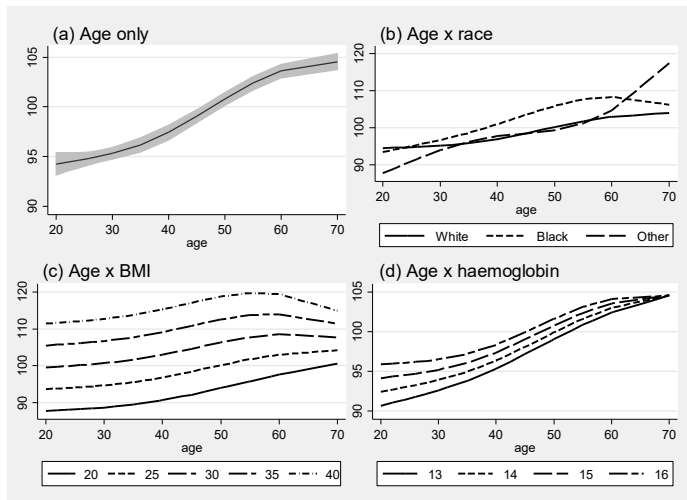 (a) Age only
105
100
95
90
20 30 40 50 60 70
age
(b) Age x race
120
110
100
90
20 30 40 50 60 70
age
White Black Other
(c) Age x BMI
120
110
100
90
20 30 40 50 60 70
age
20 25 30 35 40
(d) Age x haemoglobin
105
100
95
90
20 30 40 50 60 70
age
13 14 15 16